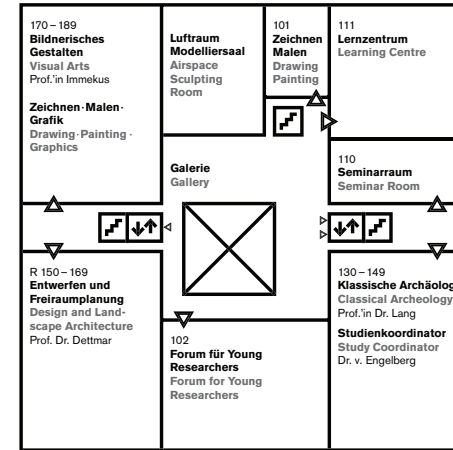 170 – 189
Bildnerisches
Gestalten
Visual Arts
Prof.'in Immekus
Zeichnen·Malen·
Grafik
Drawing·Painting ·
Graphics
Luftraum
Modelliersaal
Airspace
Sculpting
Room
101
Zeichnen
Malen
Drawing
Painting
111
Lernzentrum
Learning Centre
Galerie
Gallery
110
Seminarraum
Seminar Room
R 150 – 169
Entwerfen und
Freiraumplanung
Design and Land-
scape Architecture
Prof. Dr. Dettmar
102
Forum für Young
Researchers
Forum for Young
Researchers
130 – 149
Klassische Archäolog
Classical Archeology
Prof.'in Dr. Lang
Studienkoordinator
Study Coordinator
Dr. v. Engelberg